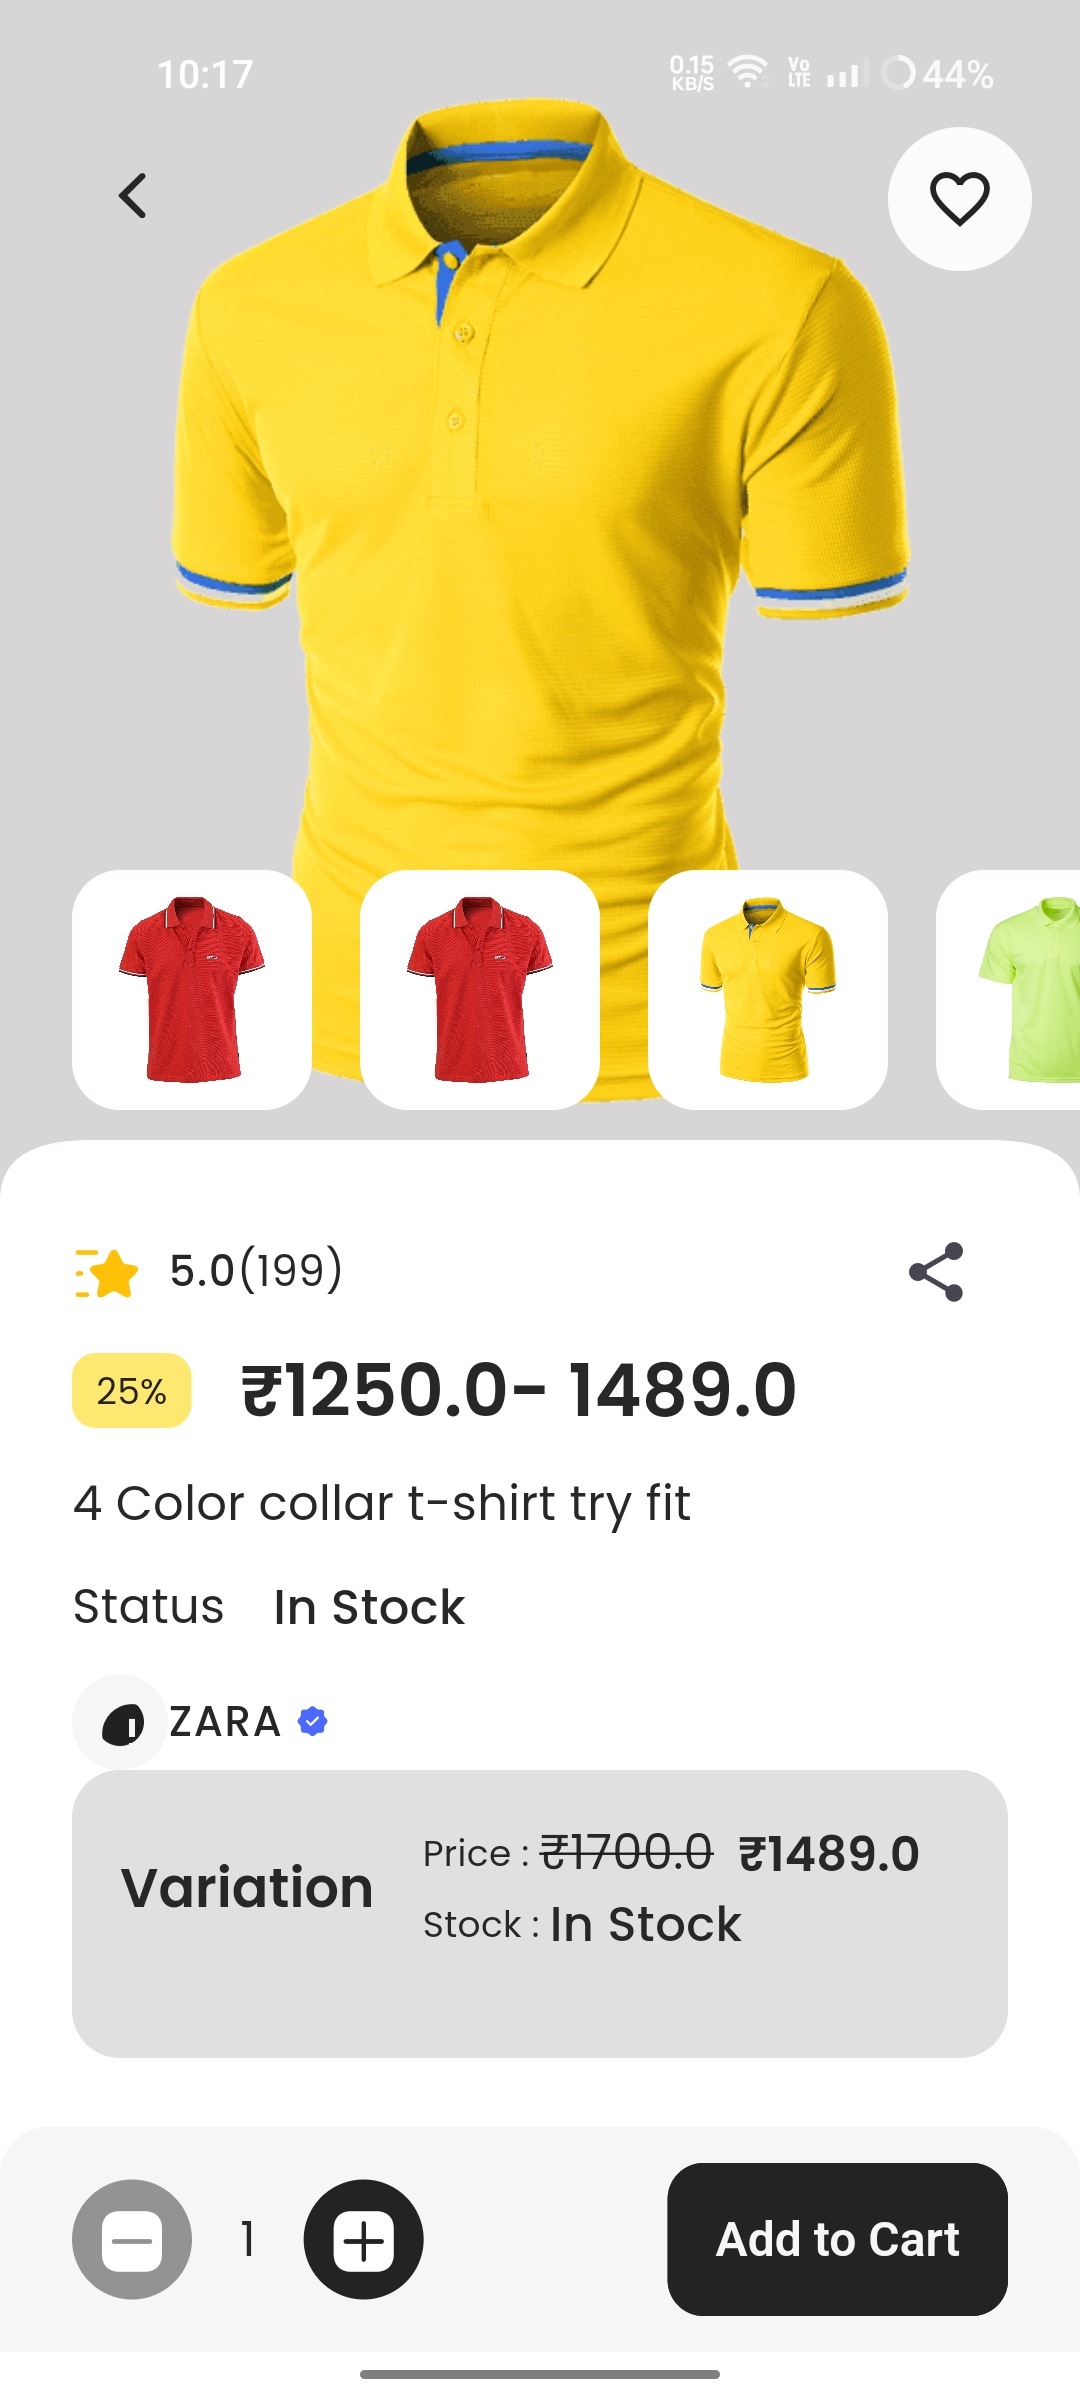 10:17
0.15 KB/S Vo LTE 44%
5.0(199)
25% ₹1250.0- 1489.0
4 Color collar t-shirt try fit
Status In Stock
ZARA
Variation
Price : ₹1700.0 ₹1489.0
Stock : In Stock
1
Add to Cart